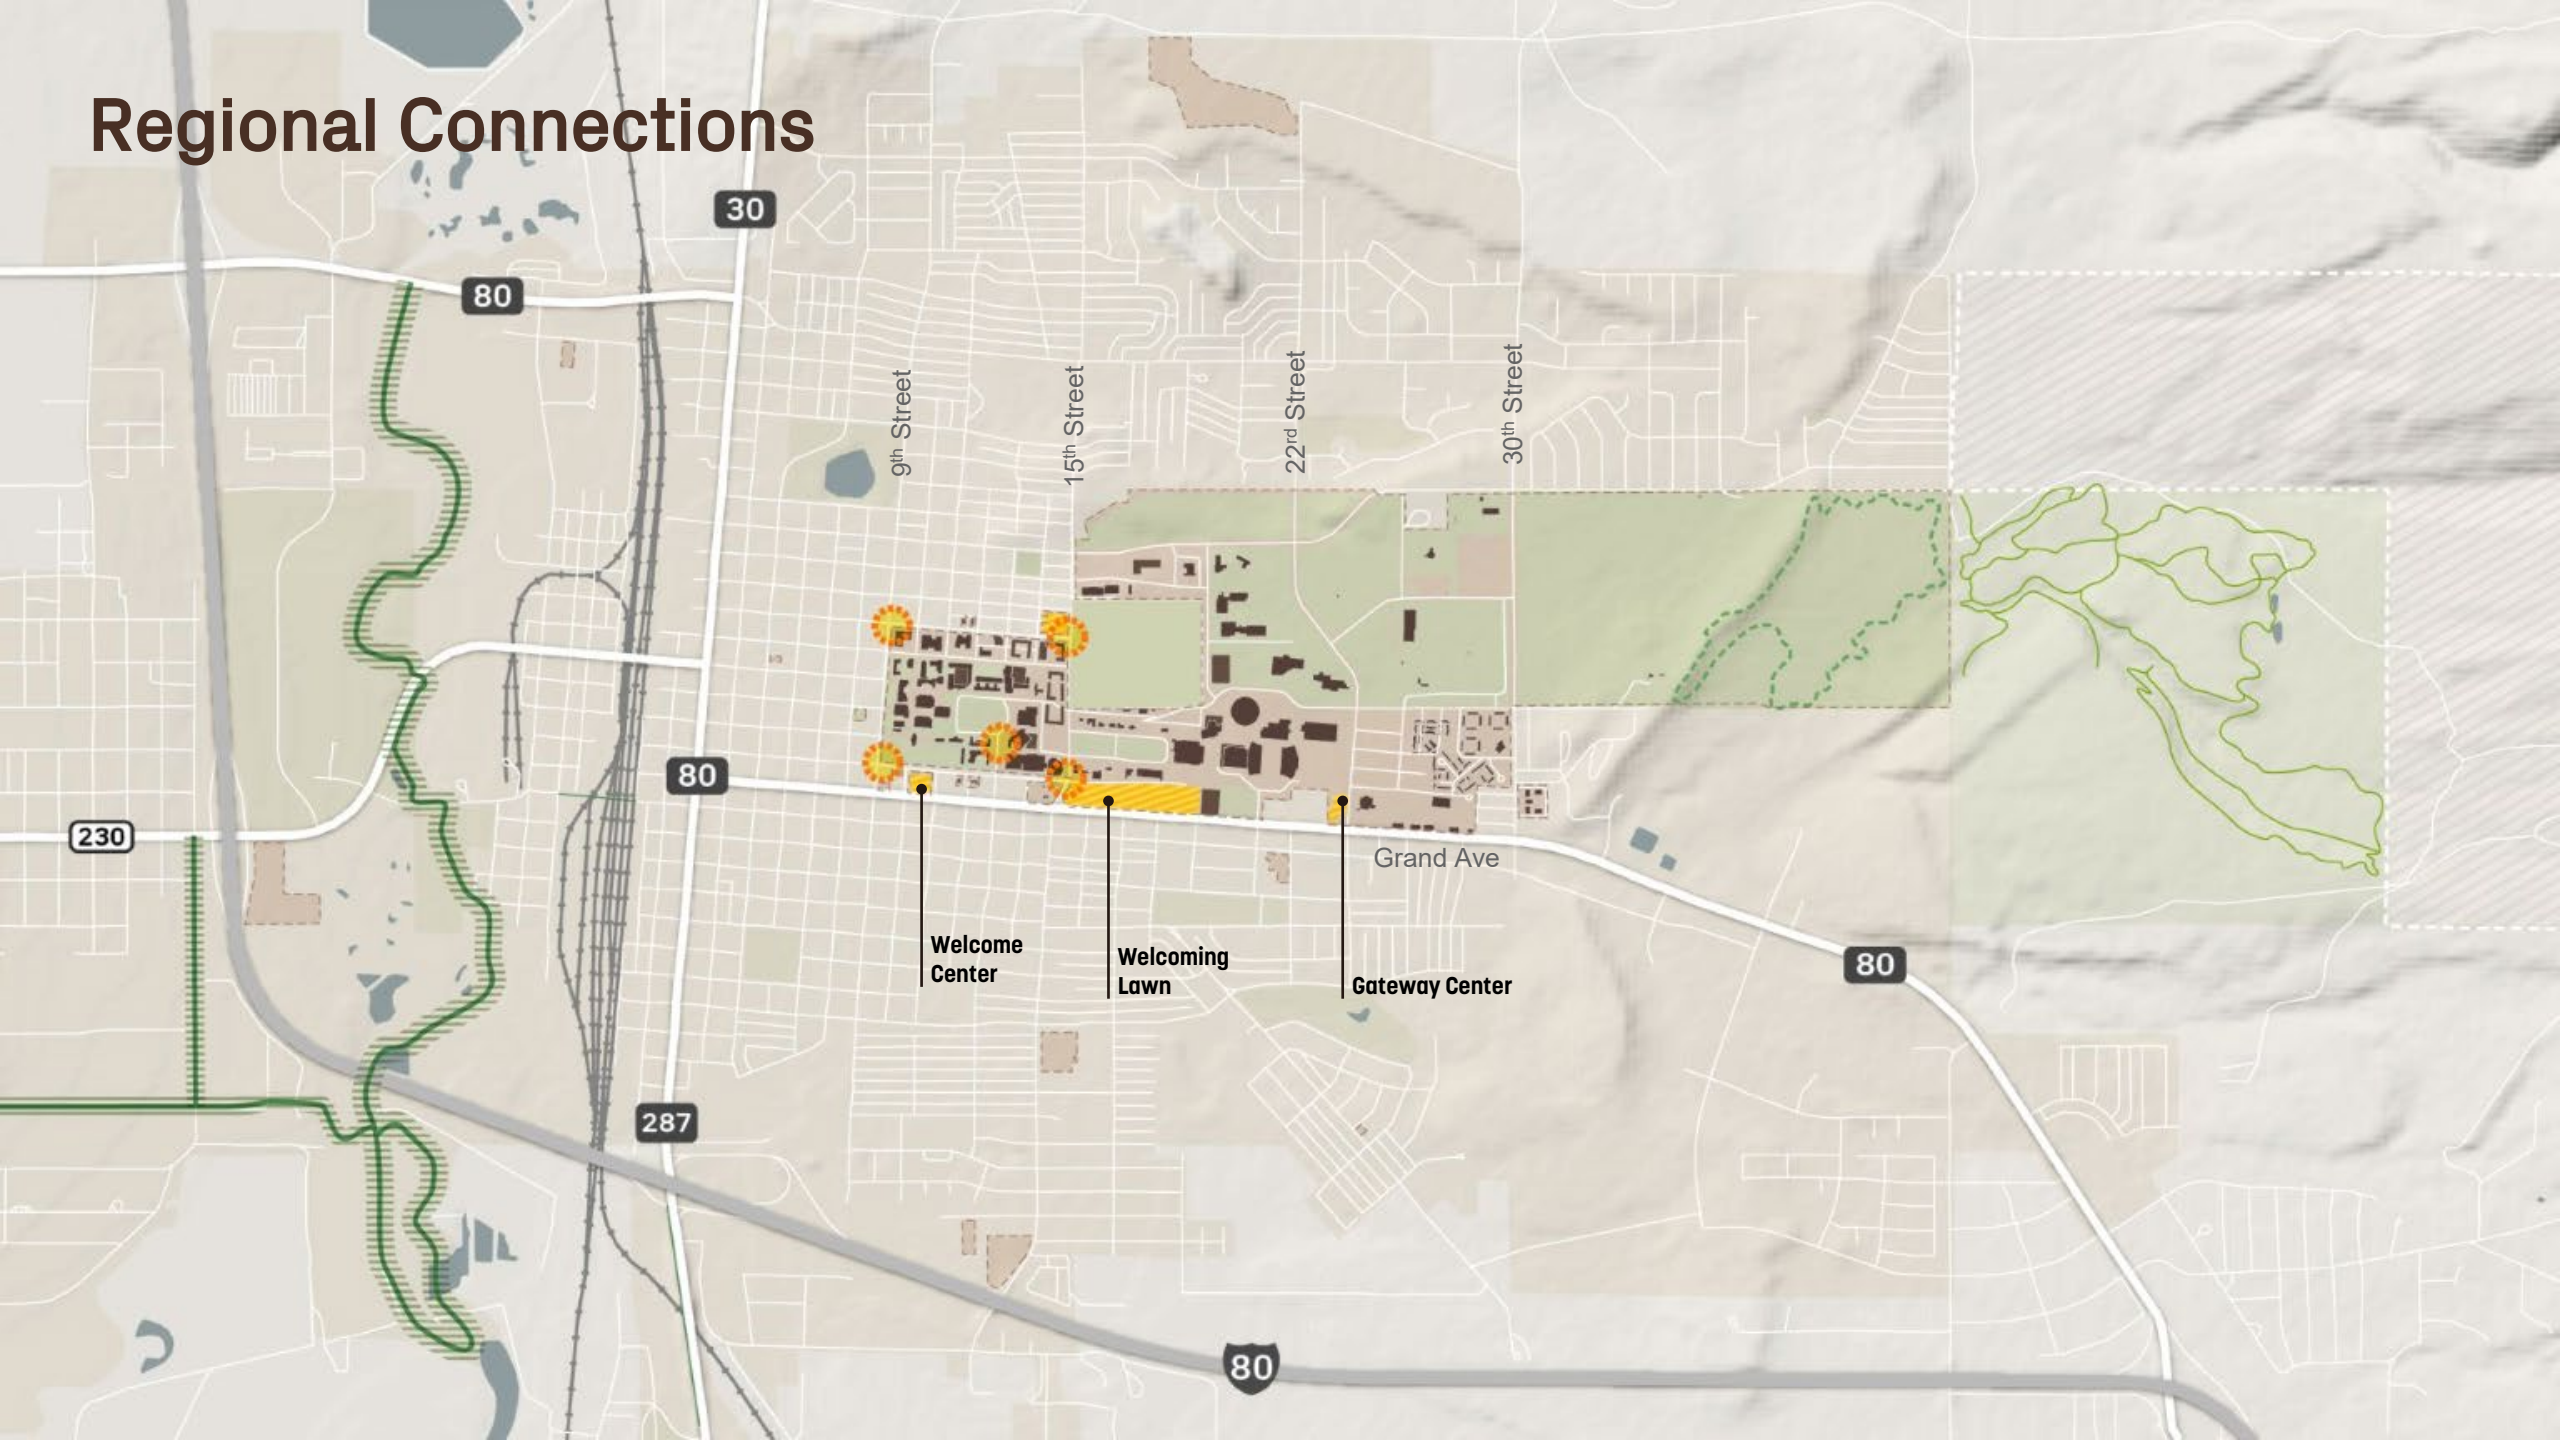 Regional Connections
30
80
9th Street
15th Street
22rd Street
30th Street
80
230
Grand Ave
Welcome
Center
Welcoming
Lawn
Gateway Center
80
287
80